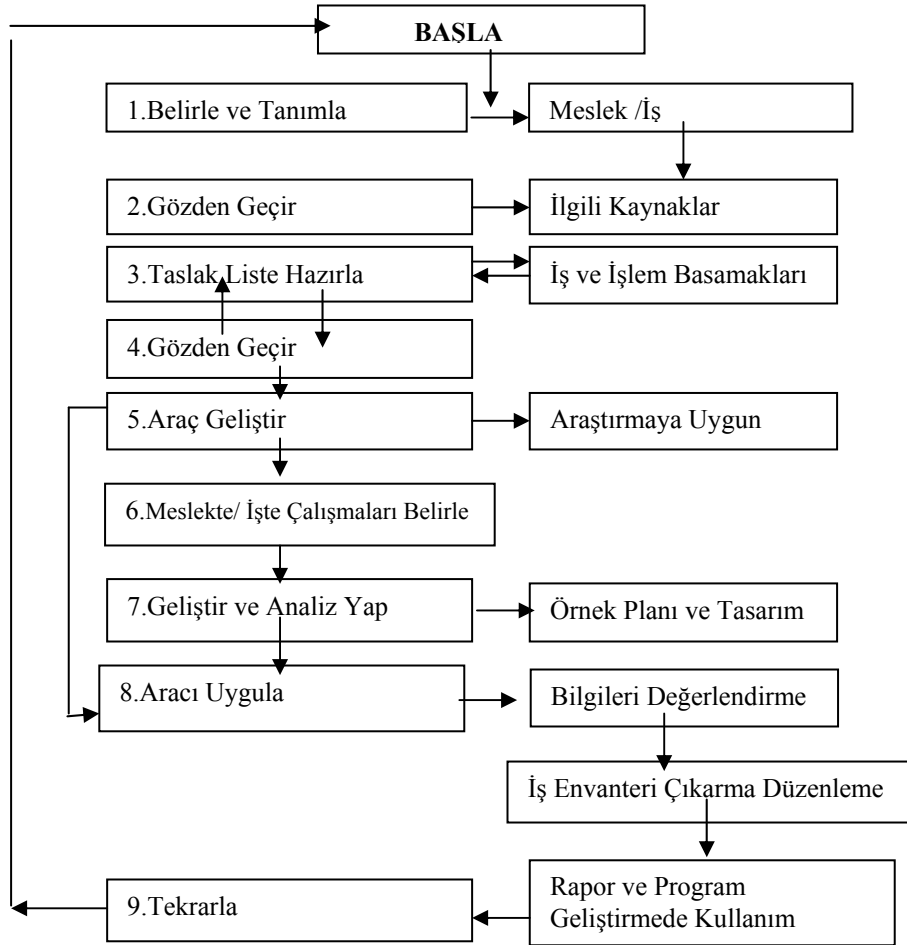 BAŞLA
1.Belirle ve Tanımla
Meslek /İş
2.Gözden Geçir
İlgili Kaynaklar
3.Taslak Liste Hazırla
İş ve İşlem Basamakları
4.Gözden Geçir
5.Araç Geliştir
Araştırmaya Uygun
6.Meslekte/ İşte Çalışmaları Belirle
7.Geliştir ve Analiz Yap
Örnek Planı ve Tasarım
8.Aracı Uygula
Bilgileri Değerlendirme
İş Envanteri Çıkarma Düzenleme
Rapor ve Program
Geliştirmede Kullanım
9.Tekrarla